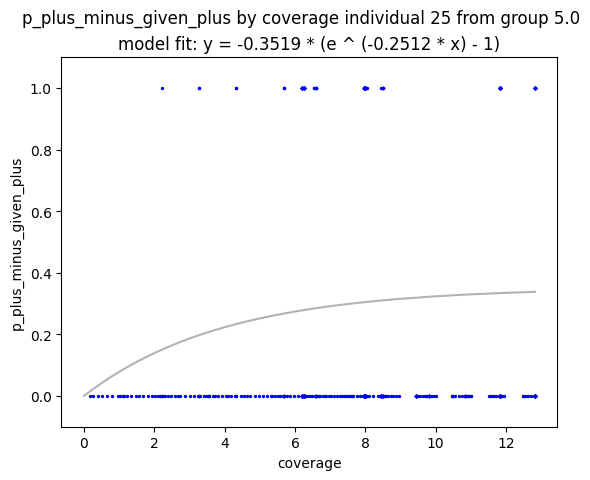 p_plus_minus_given_plus by coverage individual 25 from group 5.0
model fit: y = -0.3519 * (e ^ (-0.2512 * x) - 1)
1.0
0.8
0.6
0.4
0.2
0.0
p_plus_minus_given_plus
0 2 4 6 8 10 12
coverage